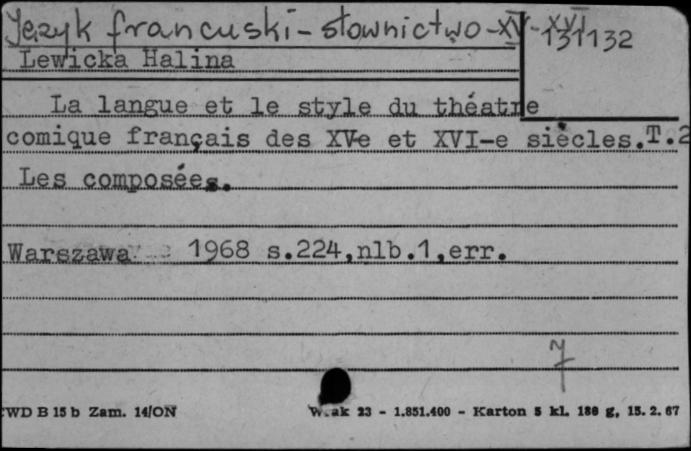 Język francuski - słownictwo - XV - XVI
131132
Lewicka Halina
La langue et le style du théatre
comique français des XVe et XVI-e siècles.T.2
Les composées.
Warszawa 1968 s.224,nlb.1,err.
CWD B 15 b Zam. 14/ON
23 - 1.851.400 - Karton 5 kl. 180 g, 15. 2. 67